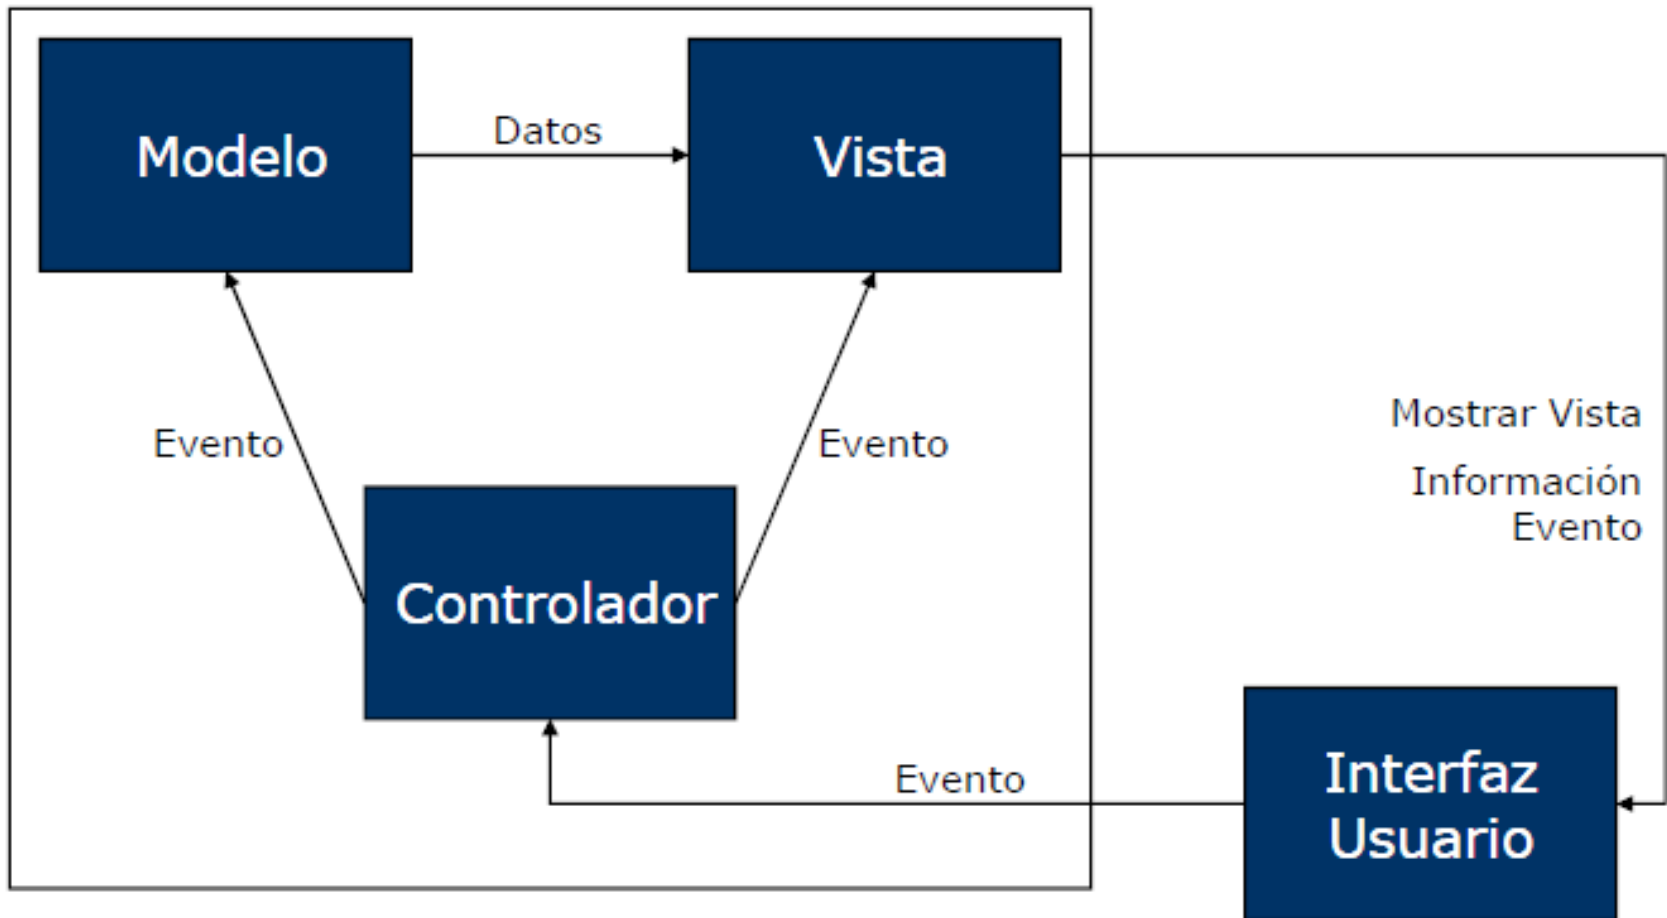 Modelo
Datos
Vista
Evento
Evento
Mostrar Vista
Información
Evento
Controlador
Evento
Interfaz
Usuario